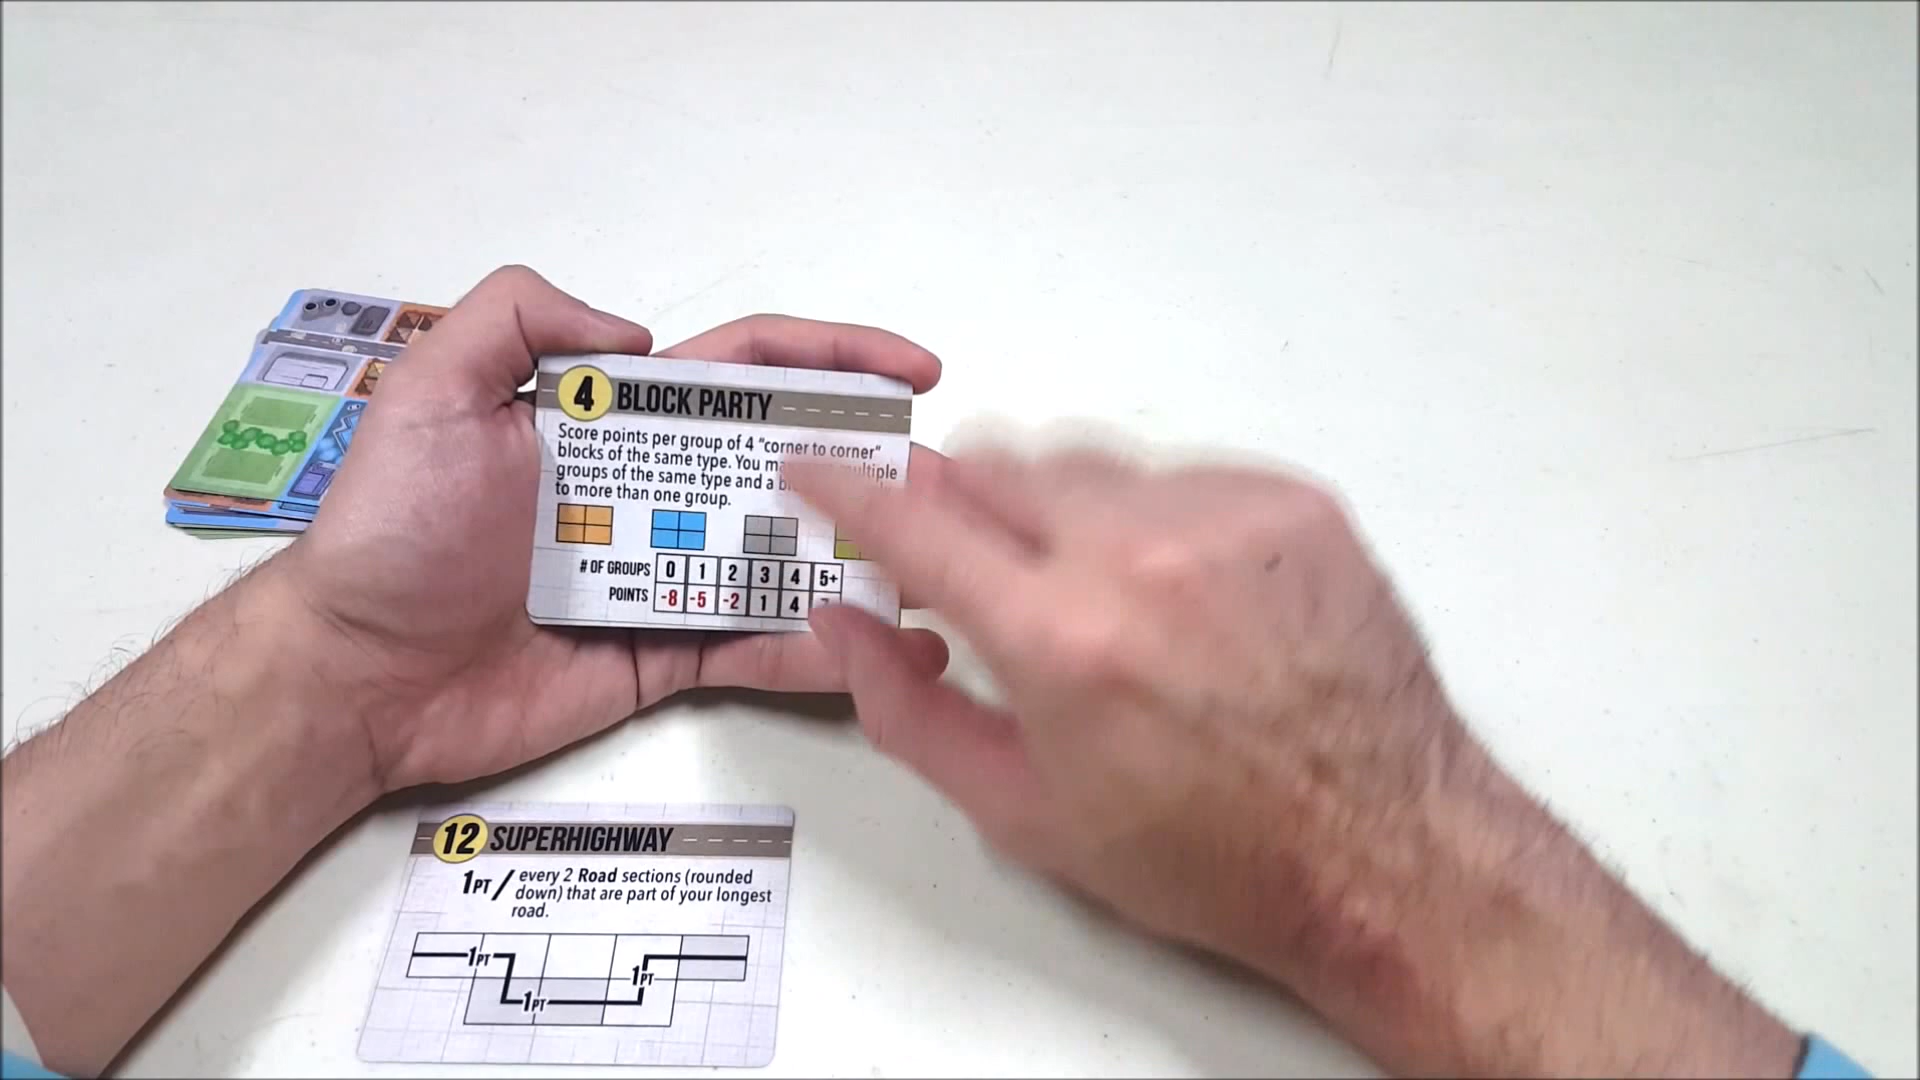 4 BLOCK PARTY
Score points per group of 4 “corner to corner”
blocks of the same type. You multiple
groups of the same type and a
to more than one group.
# OF GROUPS 0 1 2 3 4 5+
POINTS -8 -5 -2 1 4
12 SUPERHIGHWAY
1PT / every 2 Road sections (rounded
down) that are part of your longest
road.
1PT
1PT
1PT